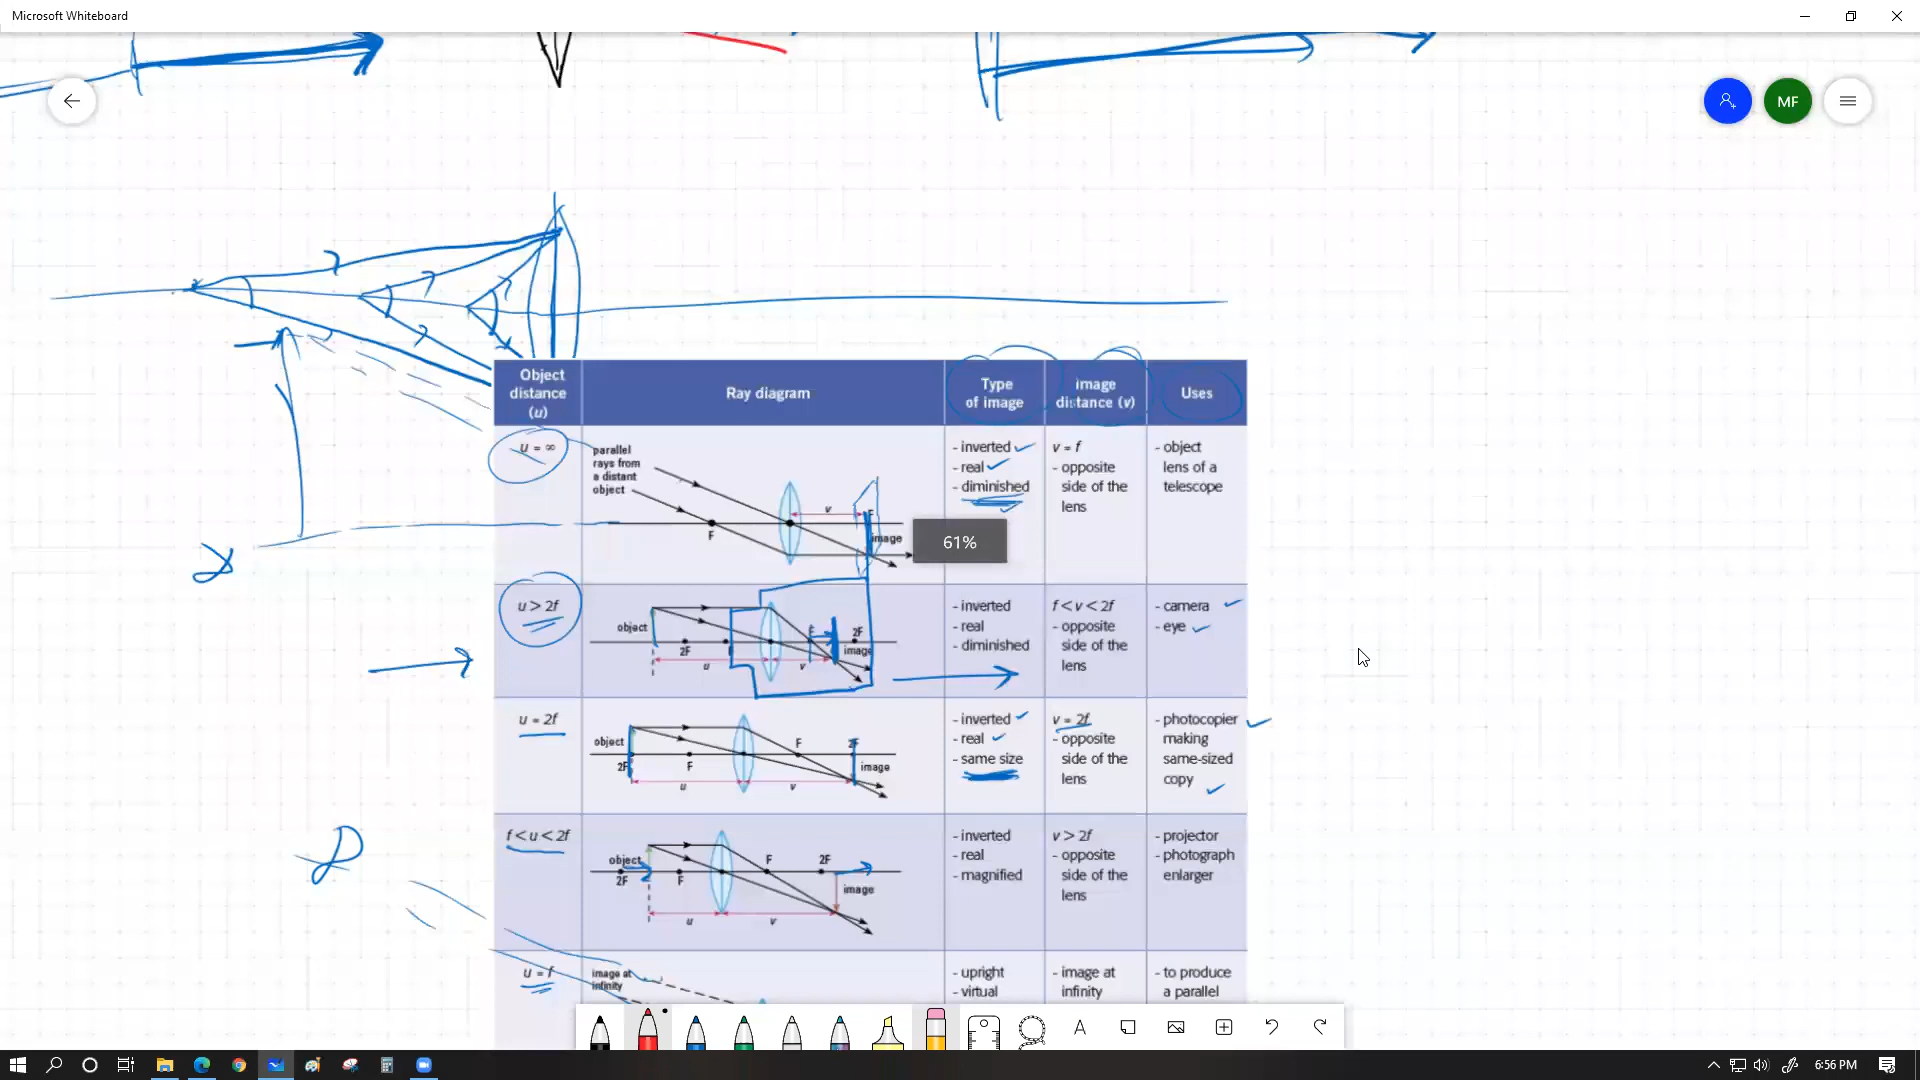 Microsoft Whiteboard
MF
Object
distance
(u)
Ray diagram
Type
of image
Image
distance (v)
Uses
u = ∞
parallel
rays from
a distant
object
F
v
F
image
- inverted
- real
- diminished
v = f
- opposite
side of the
lens
- object
lens of a
telescope
61%
u > 2f
object
2F
u
v
F
2F
image
- inverted
- real
diminished
f < v < 2f
- opposite
side of the
lens
- camera
- eye
u = 2f
object
2F
F
u
v
F
2F
image
- inverted
- real
- same size
v = 2f
- opposite
side of the
lens
- photocopier
making
same-sized
copy
f < u < 2f
object
2F
F
u
v
F
2F
image
- inverted
- real
- magnified
v > 2f
- opposite
side of the
lens
- projector
- photograph
enlarger
u = f
image at
infinity
- upright
- virtual
- image at
infinity
- to produce
a parallel
6:56 PM